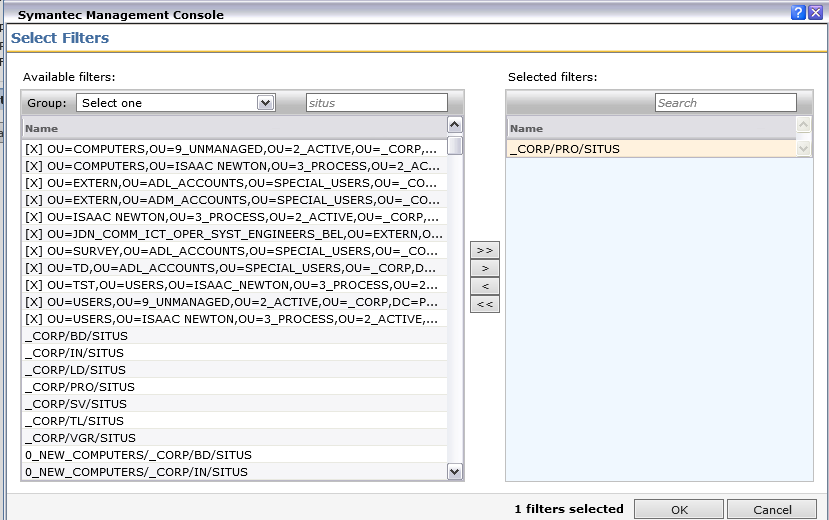 Symantec Management Console
Select Filters
Available filters:
Group: Select one situs
Name
[X] OU=COMPUTERS,OU=9_UNMANAGED,OU=2_ACTIVE,OU=_CORP,...
[X] OU=COMPUTERS,OU=ISAAC NEWTON,OU=3_PROCESS,OU=2_AC...
[X] OU=EXTERN,OU=ADL_ACCOUNTS,OU=SPECIAL_USERS,OU=_CO...
[X] OU=EXTERN,OU=ADM_ACCOUNTS,OU=SPECIAL_USERS,OU=_CO...
[X] OU=ISAAC NEWTON,OU=3_PROCESS,OU=2_ACTIVE,OU=_CORP,...
[X] OU=JDN_COMM_ICT_OPER_SYST_ENGINEERS_BEL,OU=EXTERN,O...
[X] OU=SURVEY,OU=ADL_ACCOUNTS,OU=SPECIAL_USERS,OU=_CO...
[X] OU=TD,OU=ADL_ACCOUNTS,OU=SPECIAL_USERS,OU=_CORP,D...
[X] OU=TST,OU=USERS,OU=ISAAC_NEWTON,OU=3_PROCESS,OU=2...
[X] OU=USERS,OU=9_UNMANAGED,OU=2_ACTIVE,OU=_CORP,DC=P...
[X] OU=USERS,OU=ISAAC NEWTON,OU=3_PROCESS,OU=2_ACTIVE,...
_CORP/BD/SITUS
_CORP/IN/SITUS
_CORP/LD/SITUS
_CORP/PRO/SITUS
_CORP/SV/SITUS
_CORP/TL/SITUS
_CORP/VGR/SITUS
0_NEW_COMPUTERS/_CORP/BD/SITUS
0_NEW_COMPUTERS/_CORP/IN/SITUS
>>
>
<
<<
Selected filters:
Search
Name
_CORP/PRO/SITUS
1 filters selected
OK
Cancel